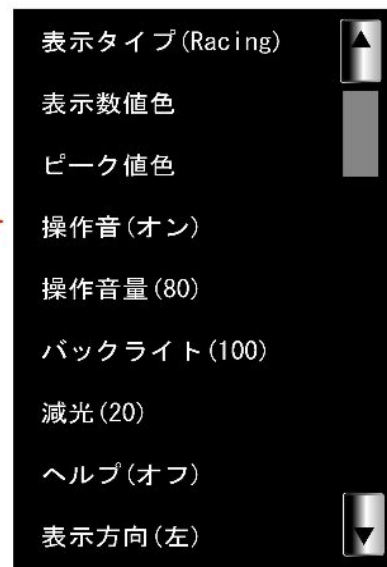 表示タイプ(Racing)
表示数値色
ピーク値色
操作音(オン)
操作音量(80)
バックライト(100)
減光(20)
ヘルプ(オフ)
表示方向(左)